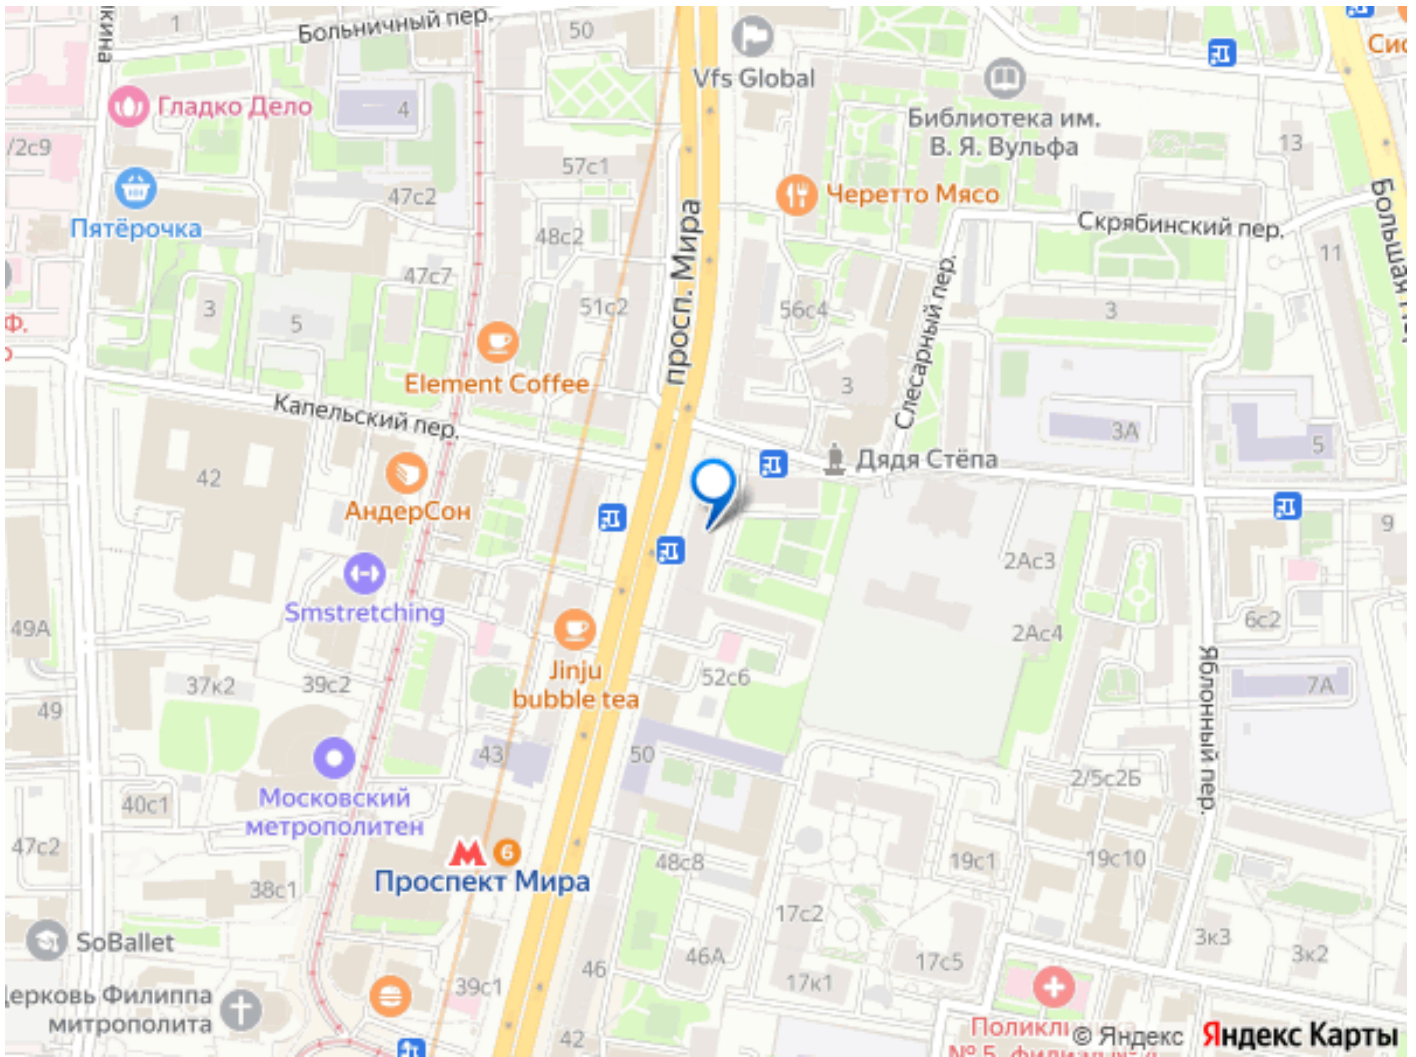 Больничный пер.
1
50
Vfs Global
Гладко Дело
4
Библиотека им.
В. Я. Вульфа
13
/2с9
57с1
47с2
Черетто Мясо
Пятёрочка
Скрябинский пер.
48с2
просп. Мира
11
47с7
3
5
51с2
56с4
3
Слесарный пер.
Element Coffee
3
Капельский пер.
3А
5
42
Дядя Стёпа
АндерСон
9
2Ас3
Smstretching
49А
6с2
2Ас4
Jinju
bubble tea
37к2
39с2
52с6
7А
49
43
50
Яблонный пер.
2/5с2Б
Московский
метрополитен
40с1
47с2
М 6
Проспект Мира
38с1
48с8
19с1
19с10
17с2
SoBallet
46
46А
17с5
17к1
3к3
3к2
39с1
ерковь Филиппа
митрополита
42
© Яндекс
Яндекс Карты